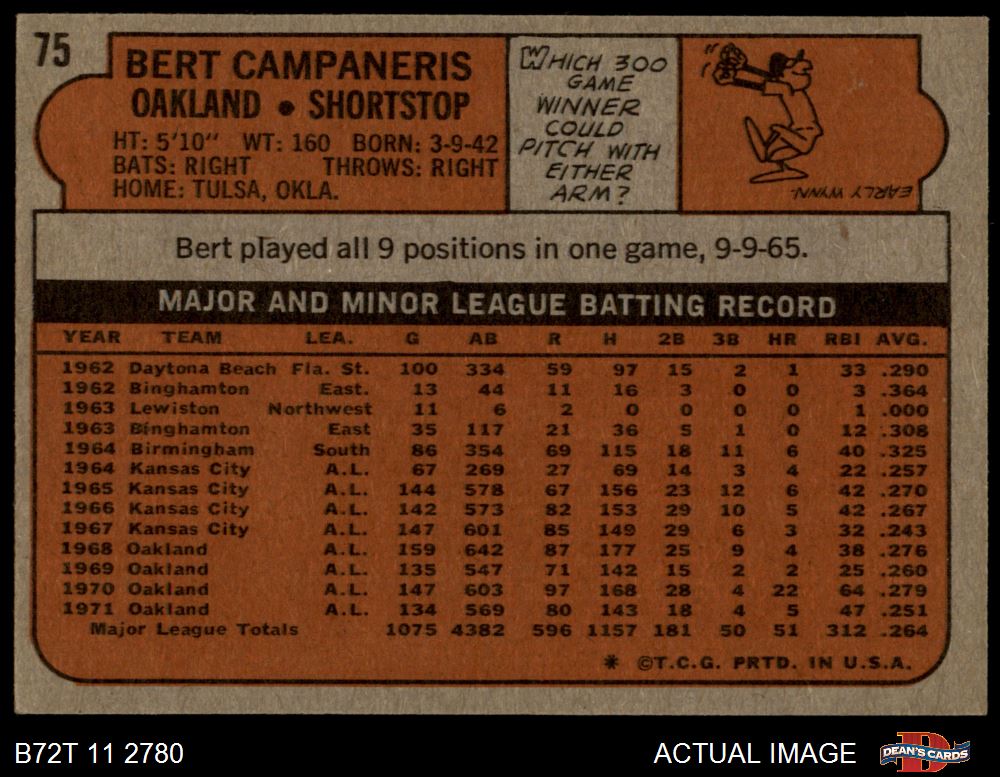 75
BERT CAMPANERIS
OAKLAND • SHORTSTOP
HT: 5'10" WT: 160 BORN: 3-9-42
BATS: RIGHT THROWS: RIGHT
HOME: TULSA, OKLA.
WHICH 300
GAME
WINNER
COULD
PITCH WITH
EITHER
ARM?
EARLY WYNN.
Bert played all 9 positions in one game, 9-9-65.
MAJOR AND MINOR LEAGUE BATTING RECORD
YEAR TEAM LEA. G AB R H 2B 3B HR RBI AVG.
1962 Daytona Beach Fla. St. 100 334 59 97 15 2 1 33 .290
1962 Binghamton East. 13 44 11 16 3 0 0 3 .364
1963 Lewiston Northwest 11 6 2 0 0 0 0 1 .000
1963 Binghamton East 35 117 21 36 5 1 0 12 .308
1964 Birmingham South 86 354 69 115 18 11 6 40 .325
1964 Kansas City A.L. 67 269 27 69 14 3 4 22 .257
1965 Kansas City A.L. 144 578 67 156 23 12 6 42 .270
1966 Kansas City A.L. 142 573 82 153 29 10 5 42 .267
1967 Kansas City A.L. 147 601 85 149 29 6 3 32 .243
1968 Oakland A.L. 159 642 87 177 25 9 4 38 .276
1969 Oakland A.L. 135 547 71 142 15 2 2 25 .260
1970 Oakland A.L. 147 603 97 168 28 4 22 64 .279
1971 Oakland A.L. 134 569 80 143 18 4 5 47 .251
Major League Totals 1075 4382 596 1157 181 50 51 312 .264
* ©T.C.G. PRTD. IN U.S.A.
B72T 11 2780
ACTUAL IMAGE
DEAN'S CARDS